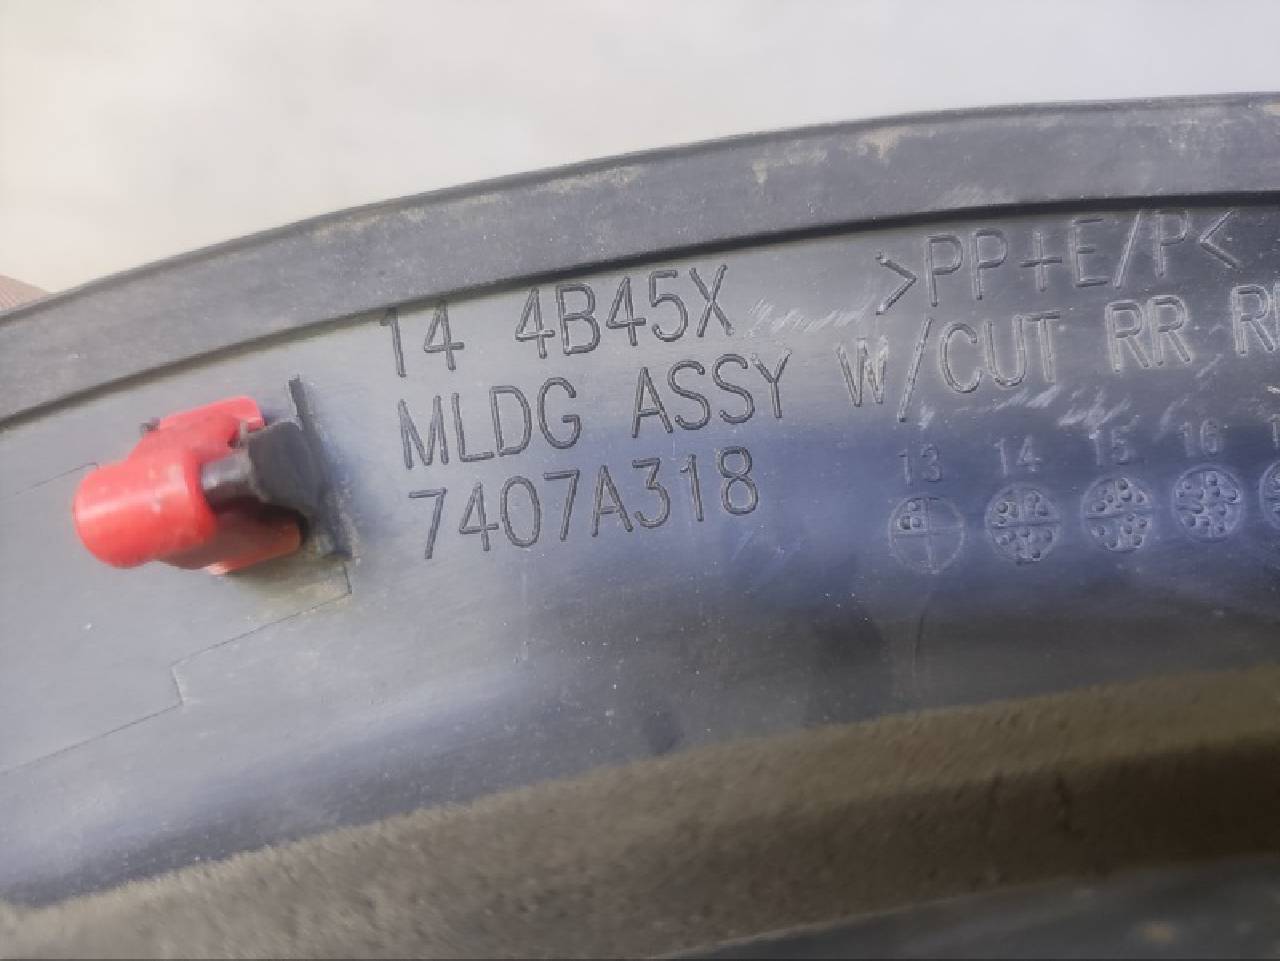 >PP+E/P<
14 4B45X
MLDG ASSY W/CUT RR
7407A318
13 14 15 16